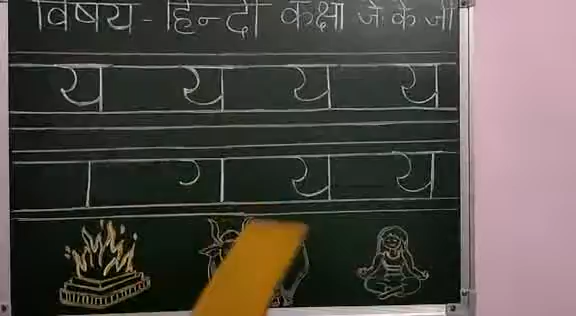 विषय - हिन्दी कक्षा जे. के. जी
य य य य
य य